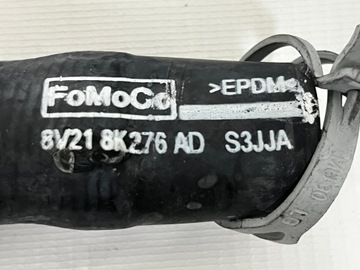 FoMoCo >EPDM<
8V21 8K276 AD S3JJA